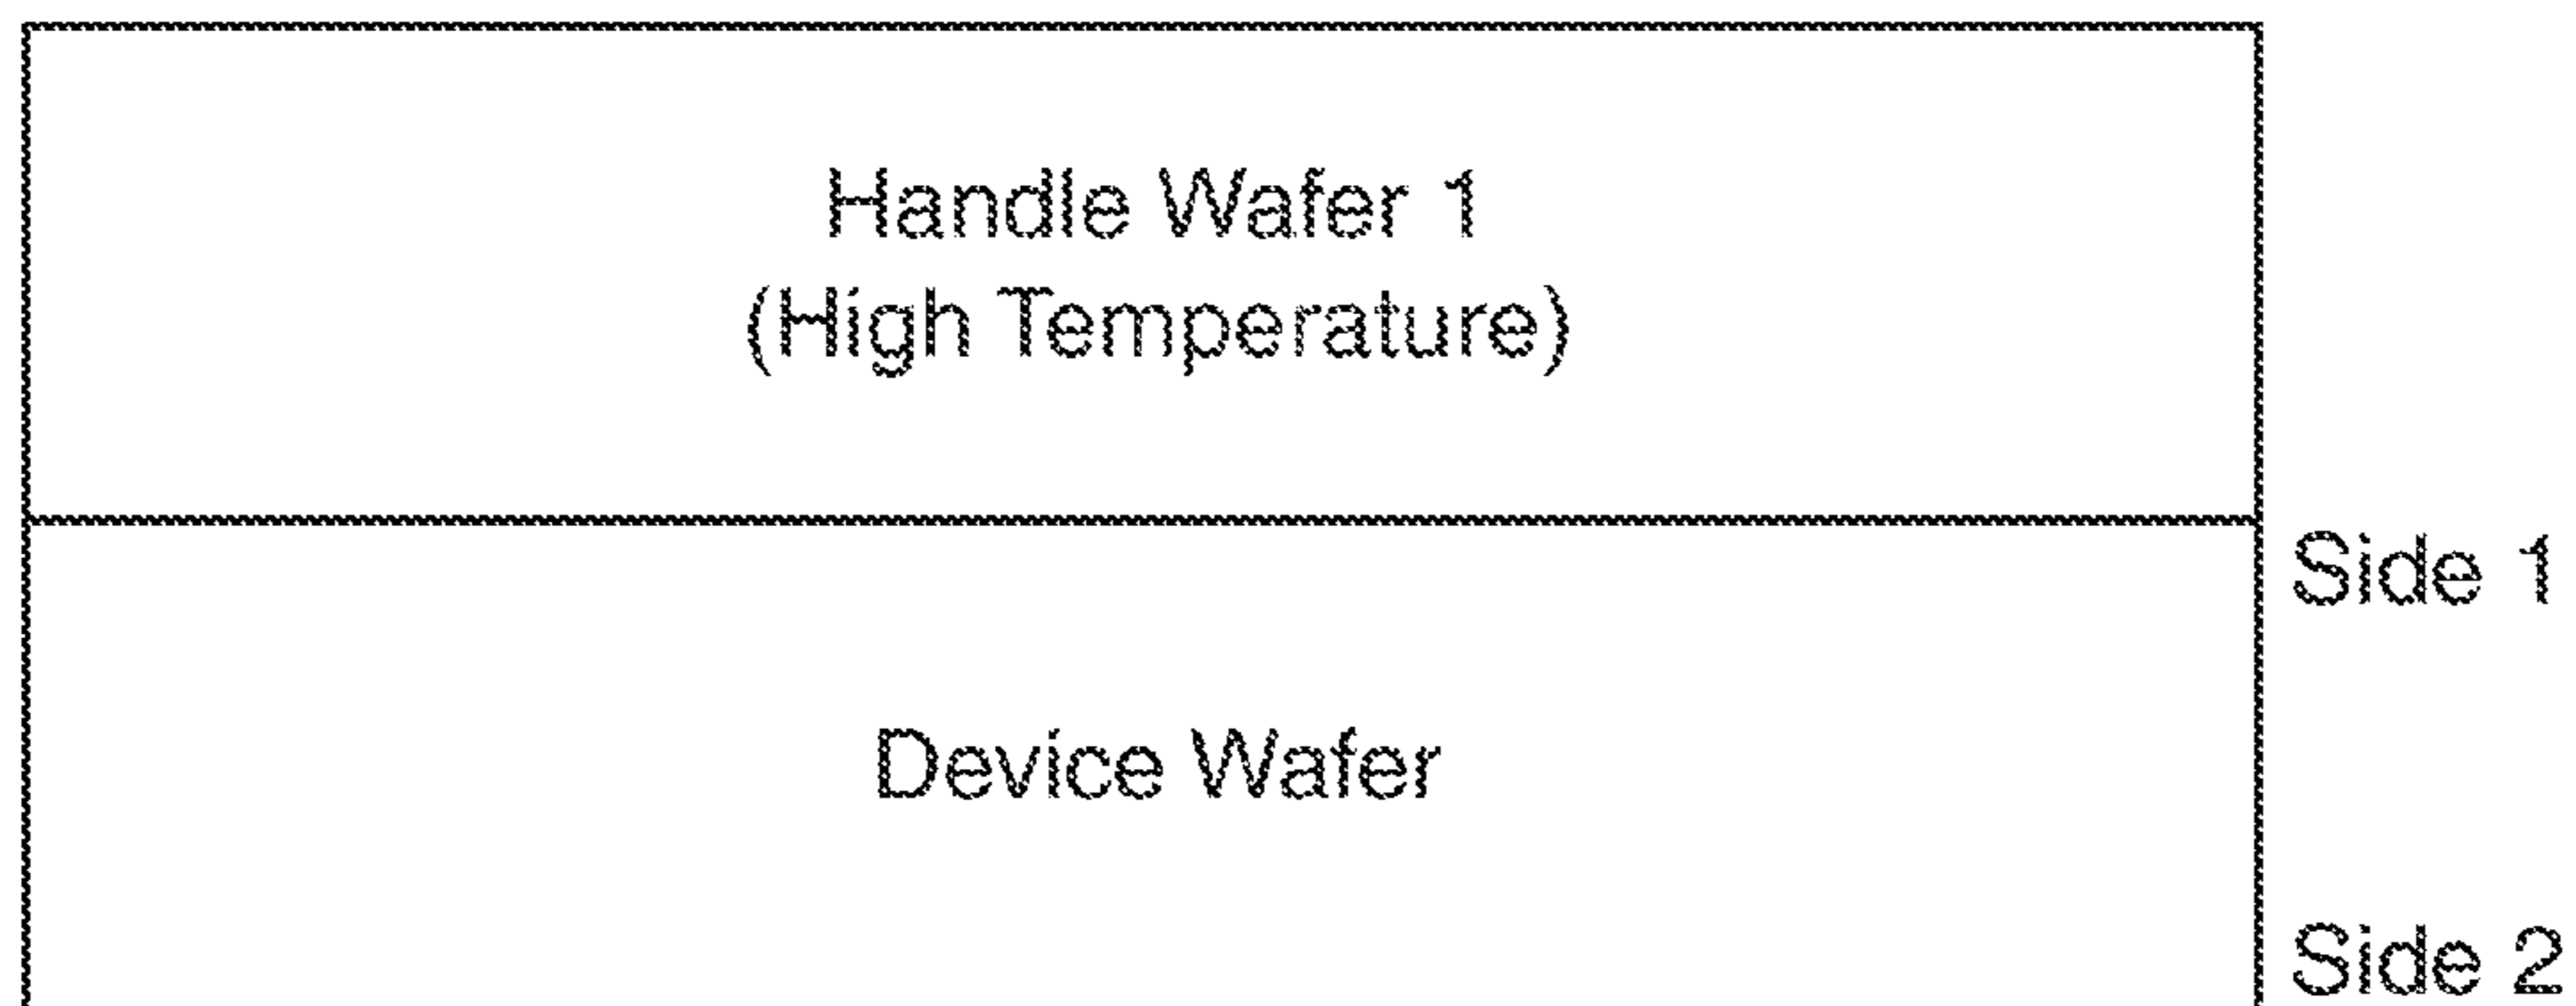 Handle Wafer 1
(High Temperature)
Side 1
Device Wafer
Side 2